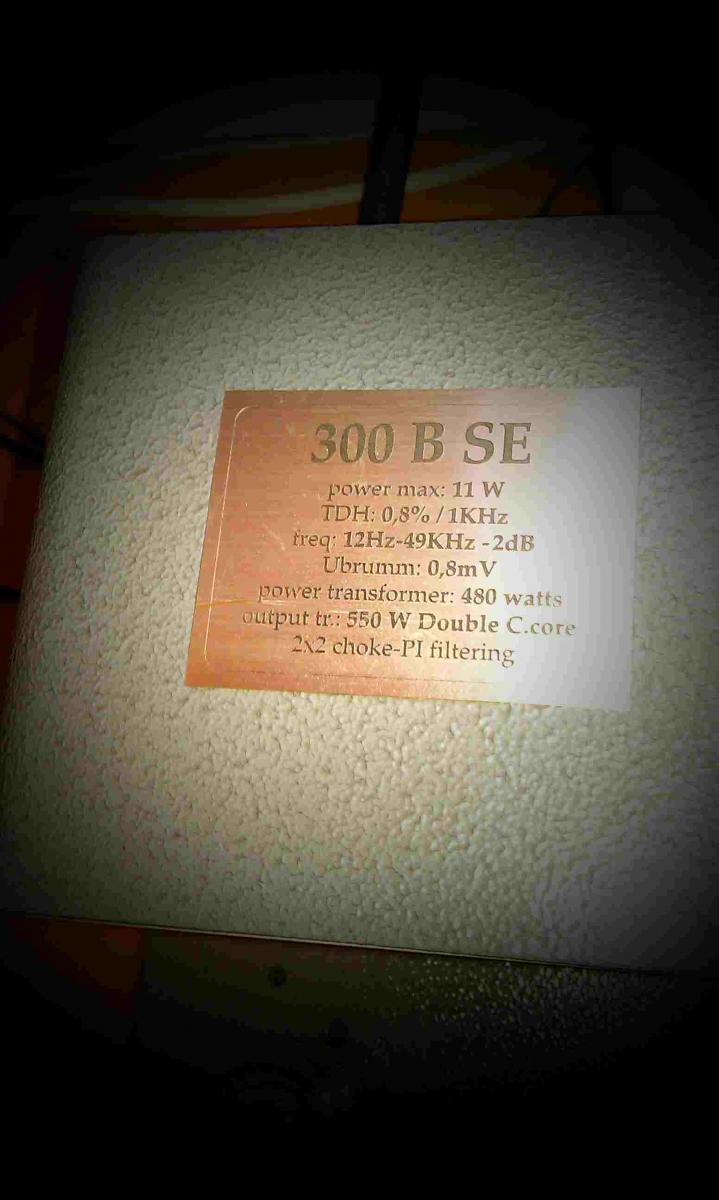 300 B SE
power max: 11 W
TDH: 0,8% / 1KHz
freq: 12Hz-49KHz -2dB
Ubrumm: 0,8mV
power transformer: 480 watts
output tr.: 550 W Double C.core
2x2 choke-PI filtering